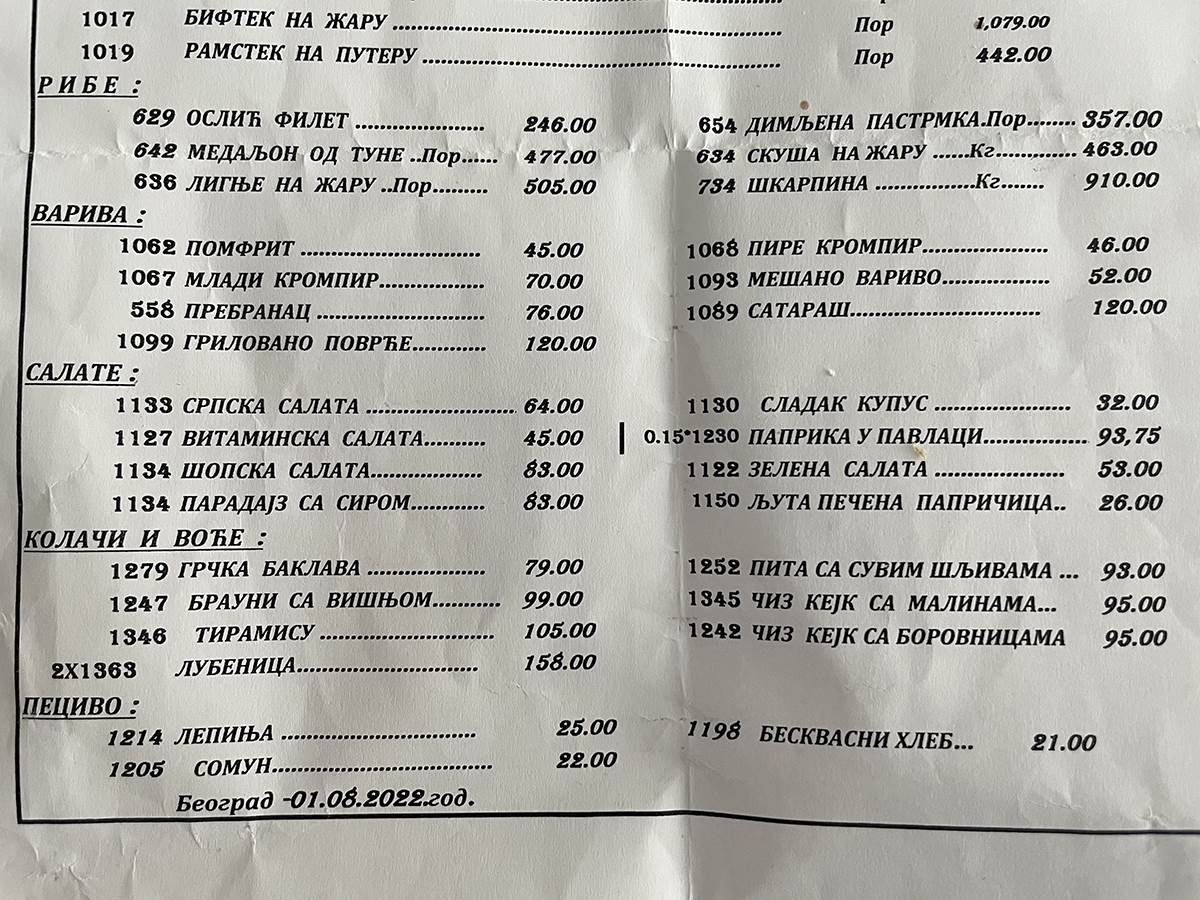 1017 БИФТЕК НА ЖАРУ ........ Пор 1,079.00
1019 РАМСТЕК НА ПУТЕРУ ........ Пор 442.00
РИБЕ :
629 ОСЛИЋ ФИЛЕТ ........ 246.00 654 ДИМЉЕНА ПАСТРМКА.Пор........ 357.00
642 МЕДАЉОН ОД ТУНЕ ..Пор...... 477.00 634 СКУША НА ЖАРУ ......Кг............. 463.00
636 ЛИГЊЕ НА ЖАРУ ..Пор......... 505.00 734 ШКАРПИНА ................Кг....... 910.00
ВАРИВА :
1062 ПОМФРИТ ........ 45.00 1068 ПИРЕ КРОМПИР........ 46.00
1067 МЛАДИ КРОМПИР........ 70.00 1093 МЕШАНО ВАРИВО........ 52.00
558 ПРЕБРАНАЦ ........ 76.00 1089 САТАРАШ........ 120.00
1099 ГРИЛОВАНО ПОВРЋЕ............ 120.00
САЛАТЕ :
1133 СРПСКА САЛАТА ........ 64.00 1130 СЛАДАК КУПУС ........ 32.00
1127 ВИТАМИНСКА САЛАТА.......... 45.00 0.15*1230 ПАПРИКА У ПАВЛАЦИ........ 93,75
1134 ШОПСКА САЛАТА........ 83.00 1122 ЗЕЛЕНА САЛАТА ........ 53.00
1134 ПАРАДАЈЗ СА СИРОМ............ 83.00 1150 ЉУТА ПЕЧЕНА ПАПРИЧИЦА.. 26.00
КОЛАЧИ И ВОЋЕ :
1279 ГРЧКА БАКЛАВА ........ 79.00 1252 ПИТА СА СУВИМ ШЉИВАМА ... 93.00
1247 БРАУНИ СА ВИШЊОМ........... 99.00 1345 ЧИЗ КЕЈК СА МАЛИНАМА... 95.00
1346 ТИРАМИСУ ........ 105.00 1242 ЧИЗ КЕЈК СА БОРОВНИЦАМА 95.00
2X1363 ЛУБЕНИЦА........ 158.00
ПЕЦИВО :
1214 ЛЕПИЊА ........ 25.00 1198 БЕСКВАСНИ ХЛЕБ... 21.00
1205 СОМУН........ 22.00
Београд -01.08.2022.год.